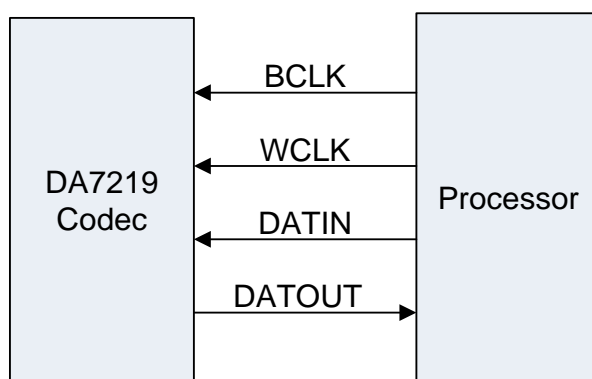 DA7219
Codec
BCLK
WCLK
DATIN
DATOUT
Processor